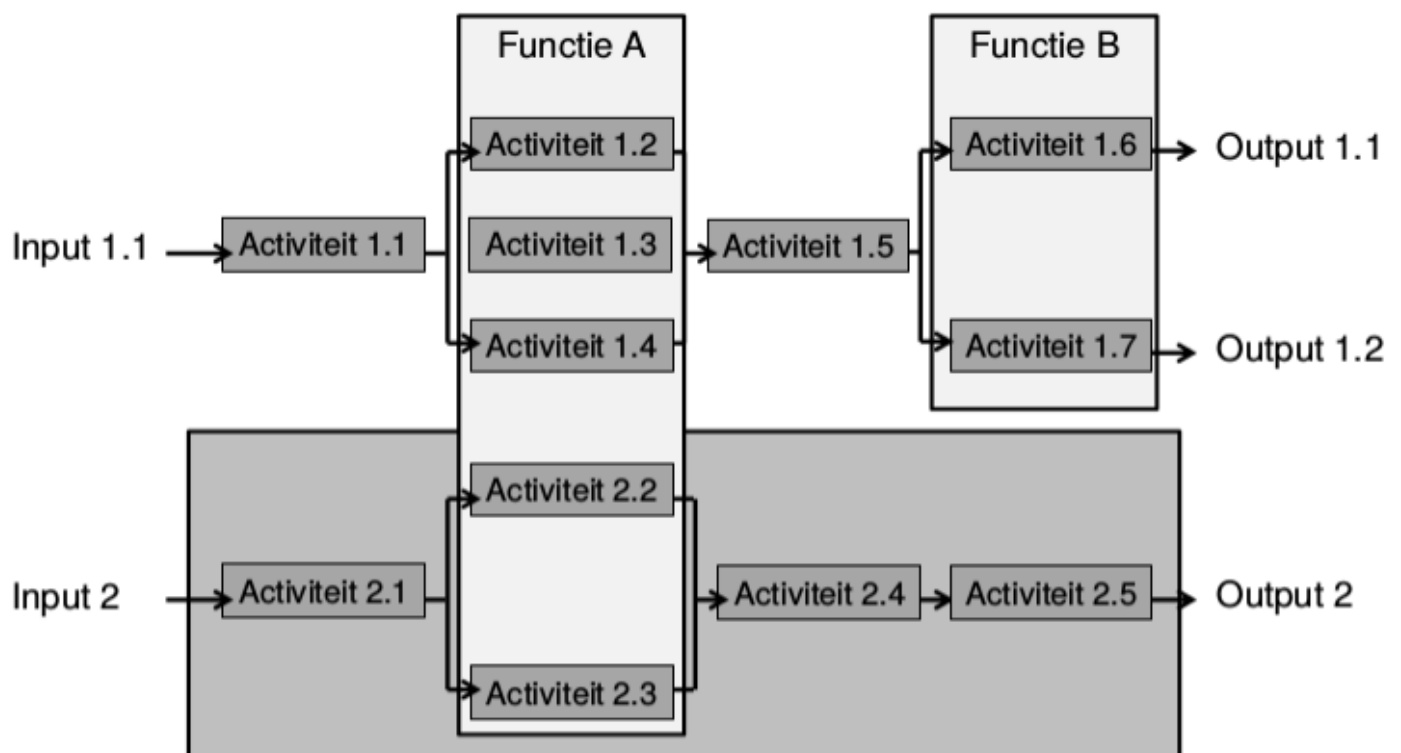 Functie A
Functie B
Activiteit 1.2
Activiteit 1.6
Output 1.1
Input 1.1
Activiteit 1.1
Activiteit 1.3
Activiteit 1.5
Activiteit 1.4
Activiteit 1.7
Output 1.2
Activiteit 2.2
Input 2
Activiteit 2.1
Activiteit 2.4
Activiteit 2.5
Output 2
Activiteit 2.3